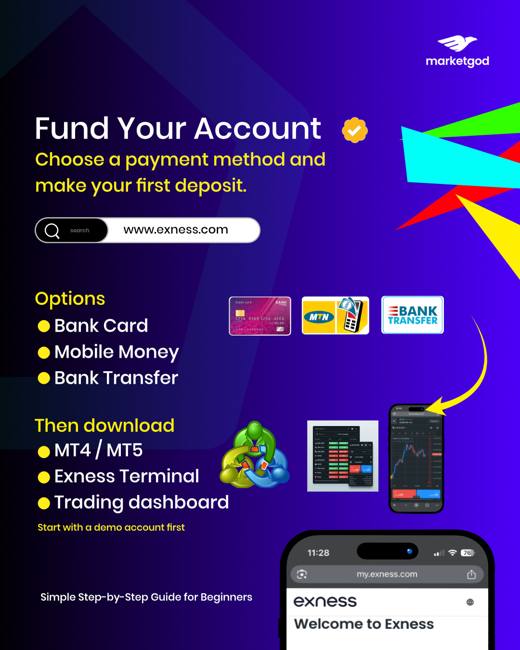 marketgod
Fund Your Account
Choose a payment method and
make your first deposit.
search
www.exness.com
Options
Bank Card
Mobile Money
Bank Transfer
MTN
BANK
TRANSFER
Then download
MT4 / MT5
Exness Terminal
Trading dashboard
Start with a demo account first
Simple Step-by-Step Guide for Beginners
11:28
my.exness.com
exness
Welcome to Exness